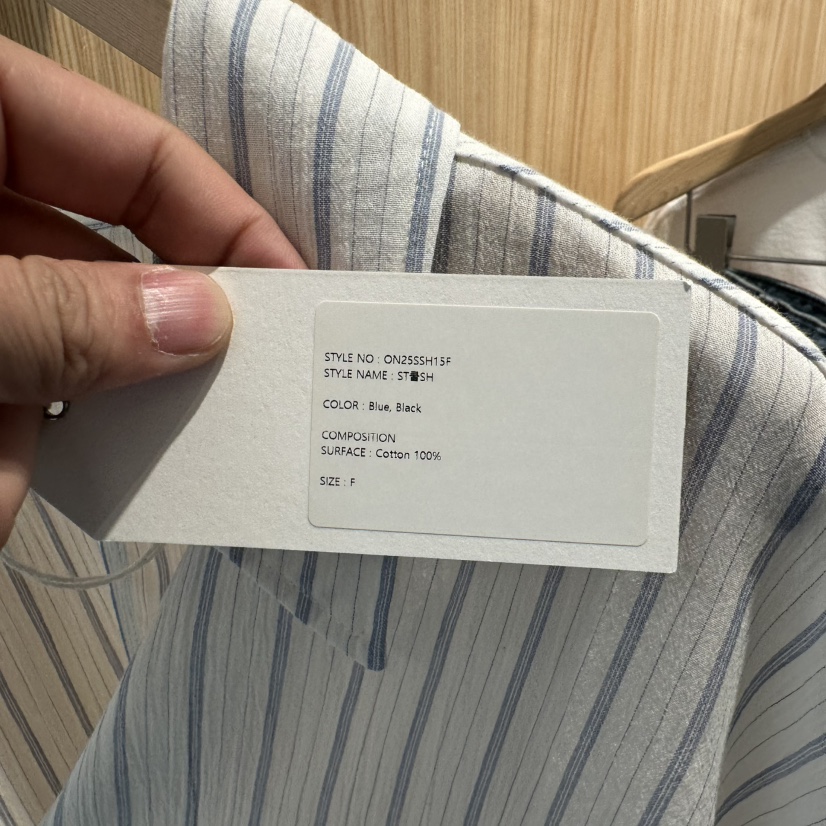 STYLE NO : ON25SSH15F
STYLE NAME :
COLOR : Blue, Black
COMPOSITION
SURFACE : Cotton 100%
SIZE : F